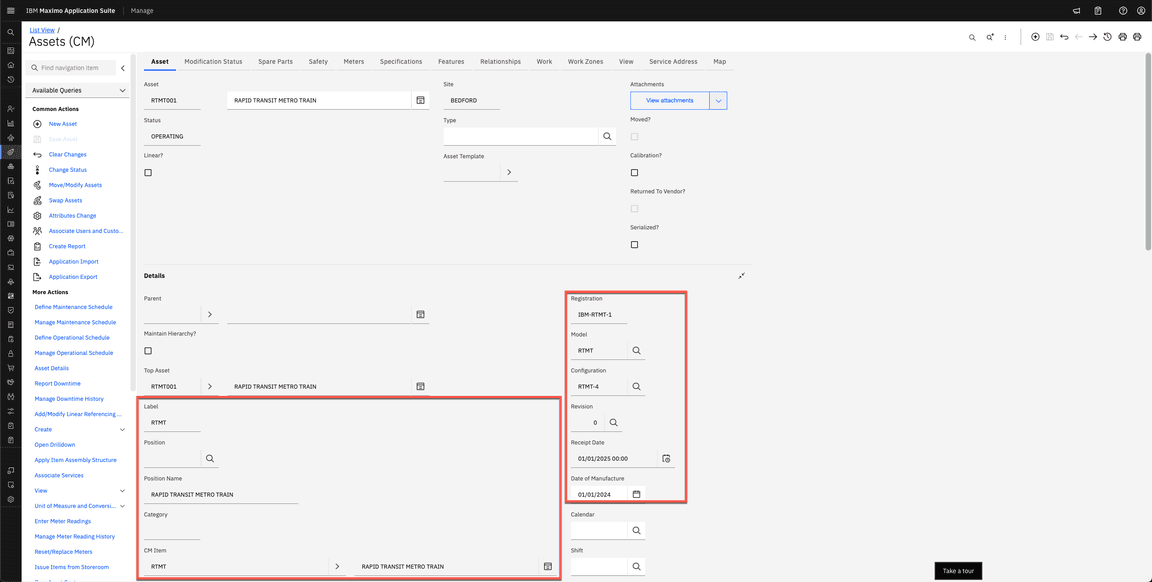 IBM Maximo Application Suite
Manage
List View /
Assets (CM)
Find navigation item
Available Queries
Common Actions
New Asset
Save Asset
Clear Changes
Change Status
Move/Modify Assets
Swap Assets
Attributes Change
Associate Users and Custo...
Create Report
Application Import
Application Export
More Actions
Define Maintenance Schedule
Manage Maintenance Schedule
Define Operational Schedule
Manage Operational Schedule
Asset Details
Report Downtime
Manage Downtime History
Add/Modify Linear Referencing ...
Create
Open Drilldown
Apply Item Assembly Structure
Associate Services
View
Unit of Measure and Conversi...
Enter Meter Readings
Manage Meter Reading History
Reset/Replace Meters
Issue Items from Storeroom
Asset Modification Status Spare Parts Safety Meters Specifications Features Relationships Work Work Zones View Service Address Map
Asset
RTMT001
RAPID TRANSIT METRO TRAIN
Status
OPERATING
Linear?
Site
BEDFORD
Type
Asset Template
Attachments
View attachments
Moved?
Calibration?
Returned To Vendor?
Serialized?
Details
Parent
Maintain Hierarchy?
Top Asset
RTMT001
RAPID TRANSIT METRO TRAIN
Label
RTMT
Position
Position Name
RAPID TRANSIT METRO TRAIN
Category
CM Item
RTMT
RAPID TRANSIT METRO TRAIN
Registration
IBM-RTMT-1
Model
RTMT
Configuration
RTMT-4
Revision
0
Receipt Date
01/01/2025 00:00
Date of Manufacture
01/01/2024
Calendar
Shift
Take a tour